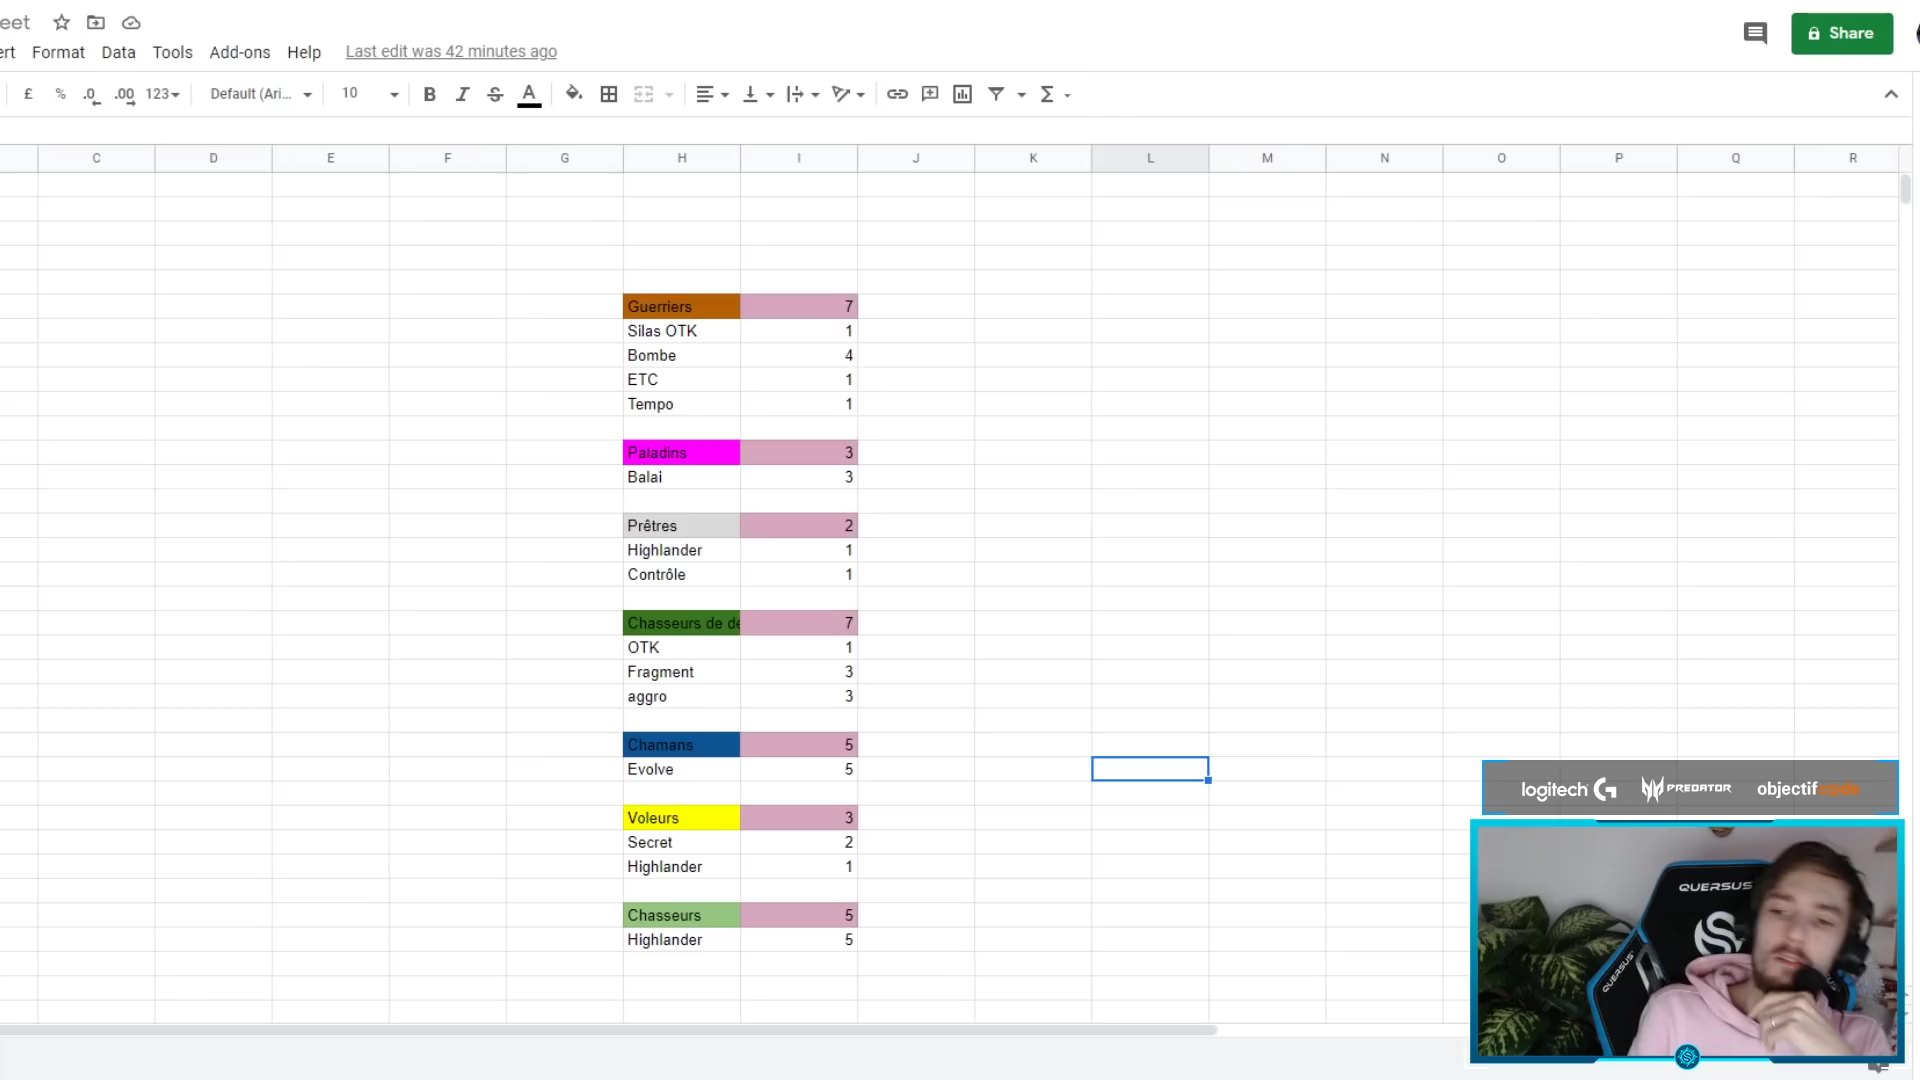 eet
ert Format Data Tools Add-ons Help Last edit was 42 minutes ago
Share
£ % .0 .00 123 Default (Ari... 10 B I S A Σ
C D E F G H I J K L M N O P Q R
Guerriers 7
Silas OTK 1
Bombe 4
ETC 1
Tempo 1
Paladins 3
Balai 3
Prêtres 2
Highlander 1
Contrôle 1
Chasseurs de dé 7
OTK 1
Fragment 3
aggro 3
Chamans 5
Evolve 5
Voleurs 3
Secret 2
Highlander 1
Chasseurs 5
Highlander 5
logitech G PREDATOR objectifcode
QUERSUS
QUERSUS